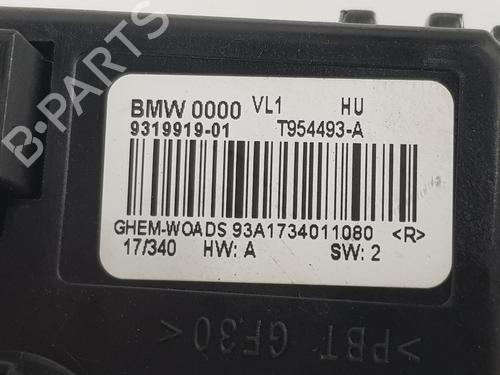 B-PARTS
BMW 0000 VL1 HU
9319919-01 T954493-A
GHEM-WOADS 93A1734011080 <R>
17/340 HW: A SW: 2
>PBT GF30<